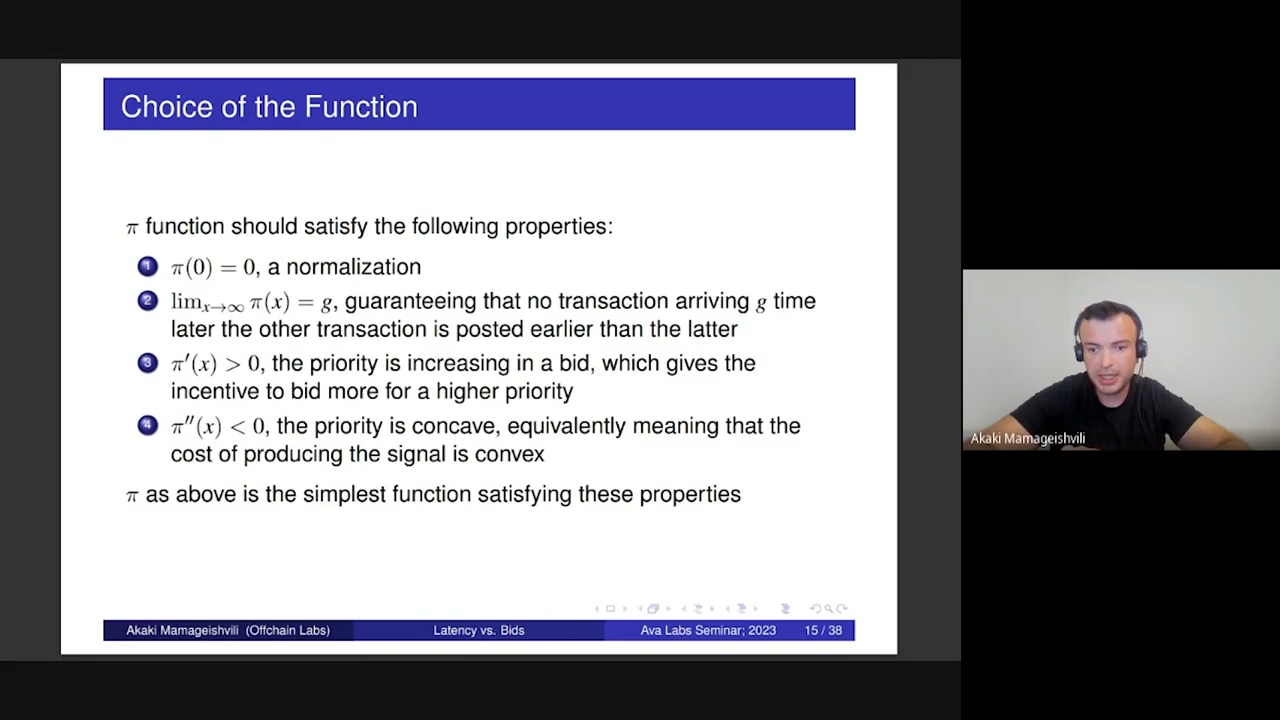 Choice of the Function
π function should satisfy the following properties:
1 π(0) = 0, a normalization
2 lim_{x→∞} π(x) = g, guaranteeing that no transaction arriving g time
later the other transaction is posted earlier than the latter
3 π′(x) > 0, the priority is increasing in a bid, which gives the
incentive to bid more for a higher priority
4 π″(x) < 0, the priority is concave, equivalently meaning that the
cost of producing the signal is convex
π as above is the simplest function satisfying these properties
Akaki Mamageishvili (Offchain Labs) Latency vs. Bids Ava Labs Seminar; 2023 15 / 38
Akaki Mamageishvili